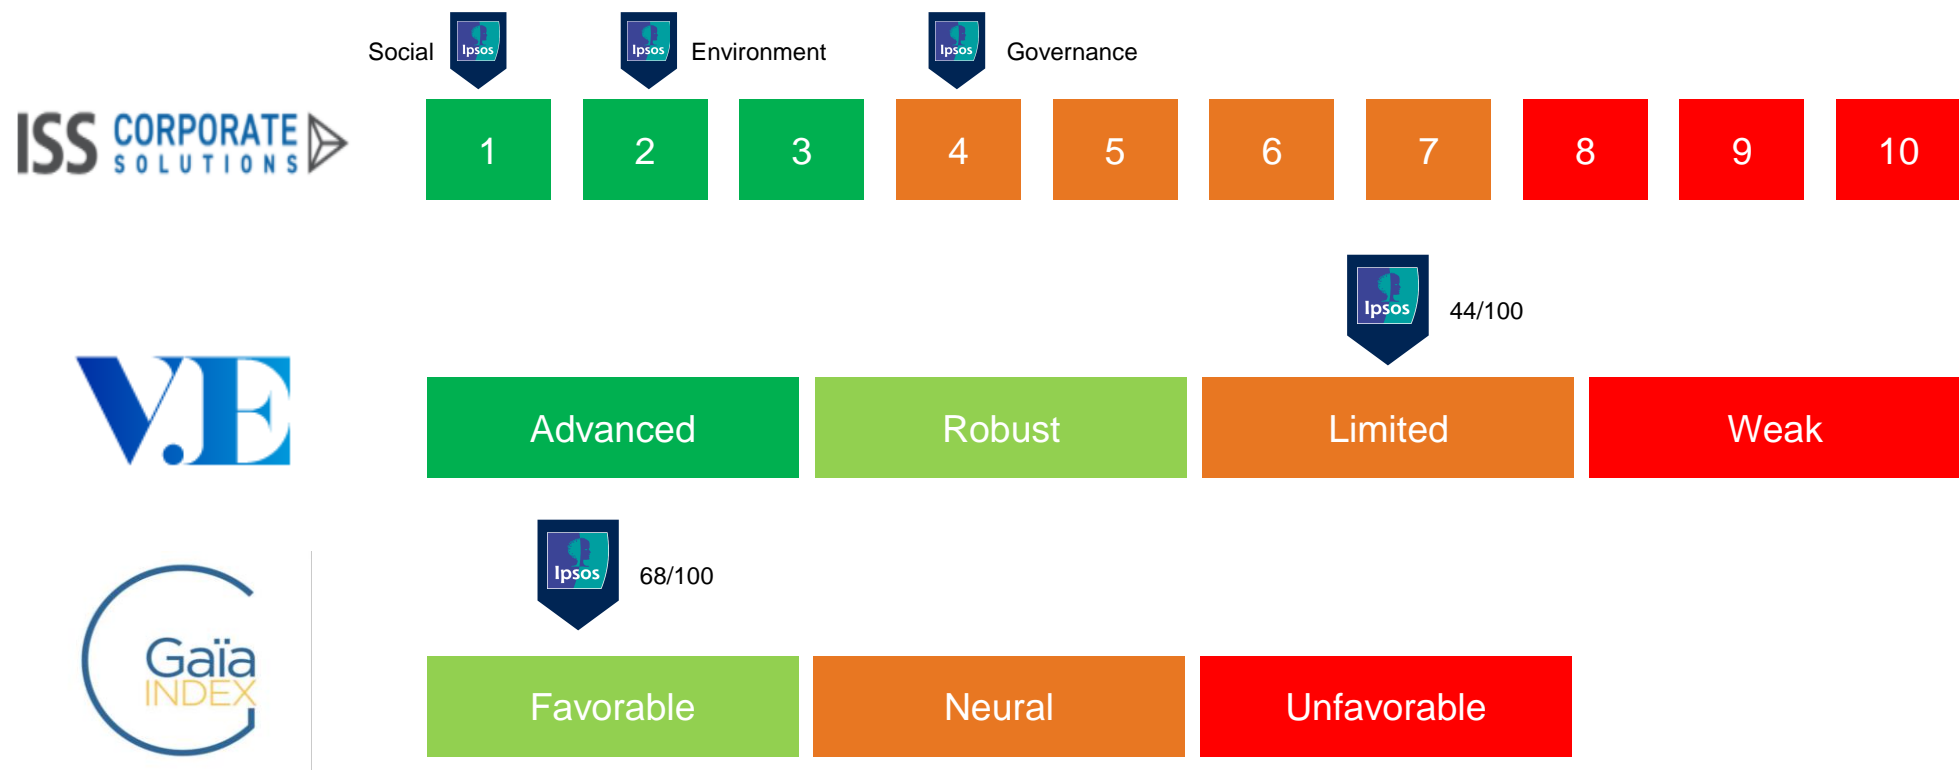 Social Ipsos Ipsos Environment Ipsos Governance
ISS CORPORATE SOLUTIONS
1 2 3 4 5 6 7 8 9 10
Ipsos 44/100
V.E
Advanced Robust Limited Weak
Ipsos 68/100
Gaïa
INDEX
Favorable Neural Unfavorable